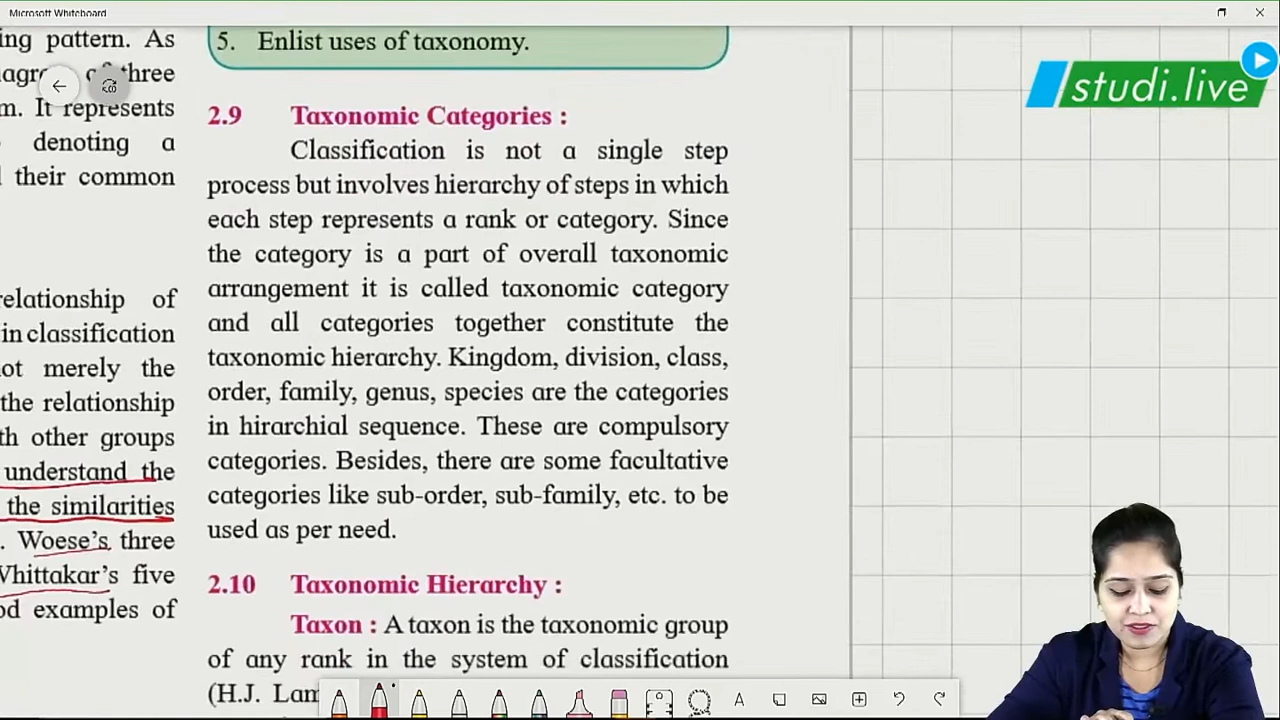 Microsoft Whiteboard
ing pattern. As
three
m. It represents
denoting a
their common
relationship of
in classification
not merely the
the relationship
th other groups
understand the
the similarities
. Woese's three
Whittakar's five
od examples of
5. Enlist uses of taxonomy.
2.9 Taxonomic Categories :
Classification is not a single step
process but involves hierarchy of steps in which
each step represents a rank or category. Since
the category is a part of overall taxonomic
arrangement it is called taxonomic category
and all categories together constitute the
taxonomic hierarchy. Kingdom, division, class,
order, family, genus, species are the categories
in hirarchial sequence. These are compulsory
categories. Besides, there are some facultative
categories like sub-order, sub-family, etc. to be
used as per need.
2.10 Taxonomic Hierarchy :
Taxon : A taxon is the taxonomic group
of any rank in the system of classification
(H.J. Lam
studi.live